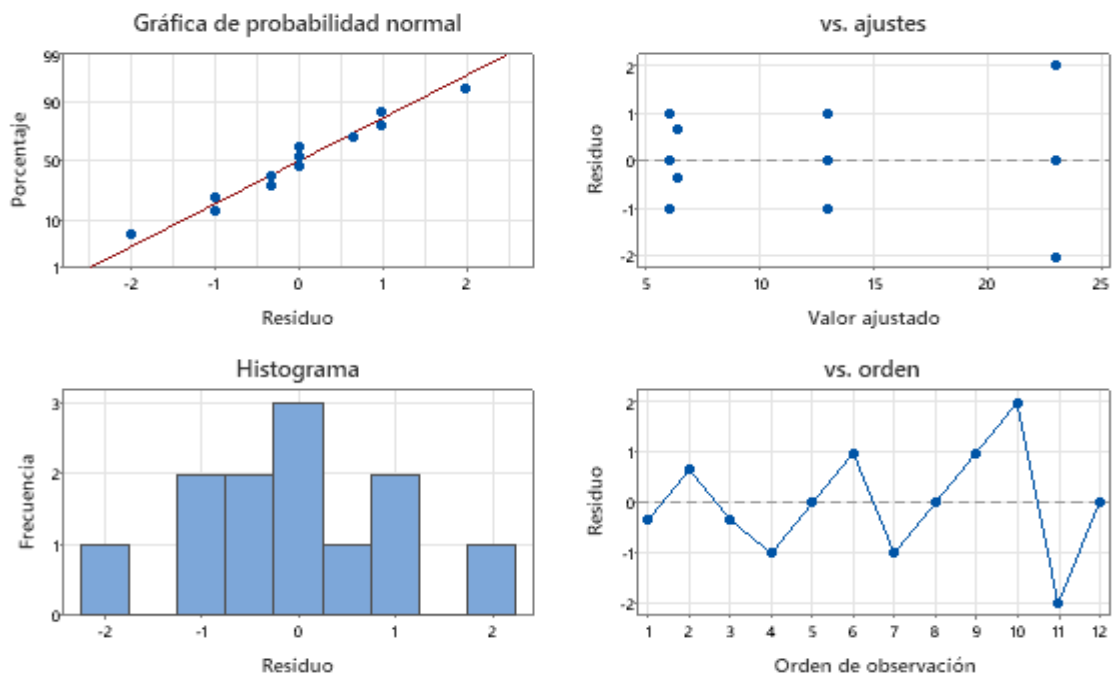 Gráfica de probabilidad normal
99
90
50
10
1
Porcentaje
-2 -1 0 1 2
Residuo
vs. ajustes
2
1
0
-1
-2
Residuo
5 10 15 20 25
Valor ajustado
Histograma
3
2
1
0
Frecuencia
-2 -1 0 1 2
Residuo
vs. orden
2
1
0
-1
-2
Residuo
1 2 3 4 5 6 7 8 9 10 11 12
Orden de observación